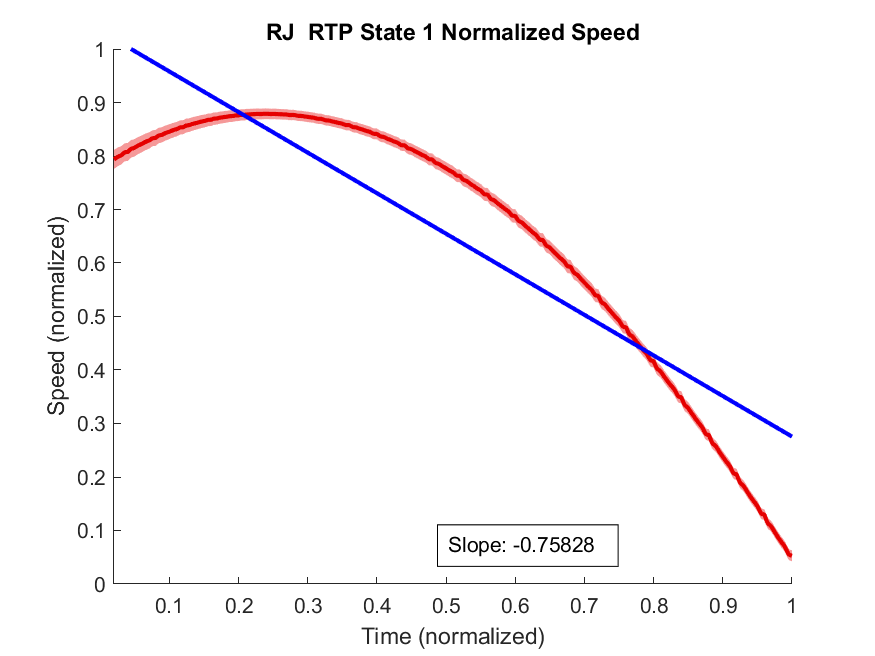 RJ  RTP State 1 Normalized Speed
1
0.9
0.8
0.7
0.6
0.5
0.4
0.3
0.2
0.1
0
Speed (normalized)
Slope: -0.75828
0.1 0.2 0.3 0.4 0.5 0.6 0.7 0.8 0.9 1
Time (normalized)